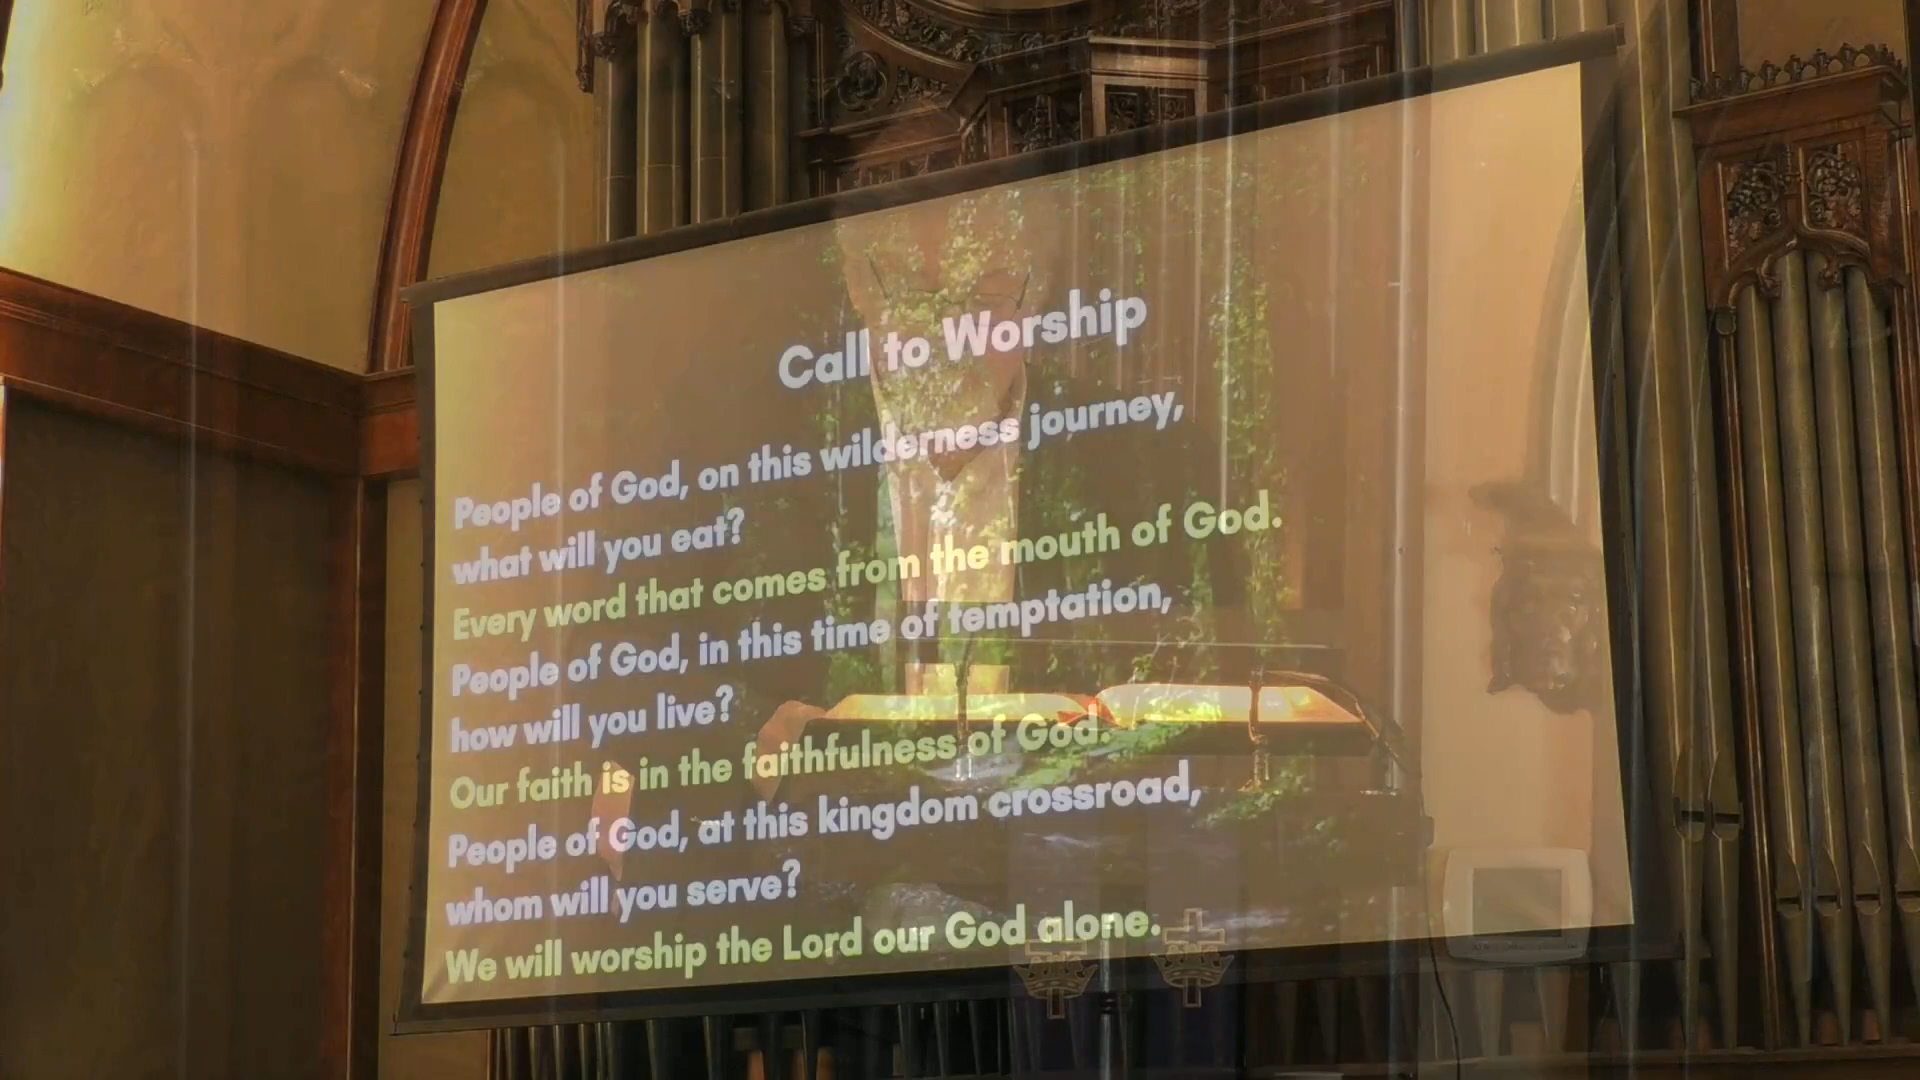 Call to Worship
People of God, on this wilderness journey,
what will you eat?
Every word that comes from the mouth of God.
People of God, in this time of temptation,
how will you live?
Our faith is in the faithfulness of God.
People of God, at this kingdom crossroad,
whom will you serve?
We will worship the Lord our God alone.